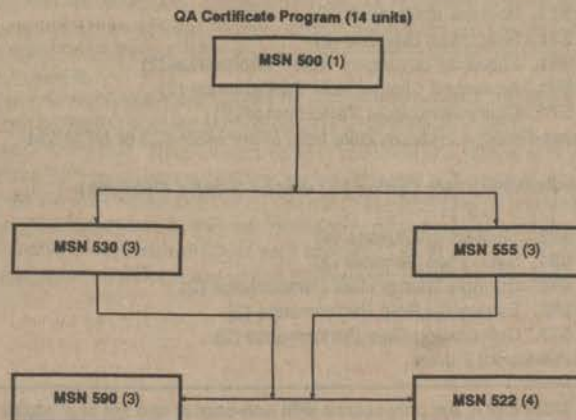 QA Certificate Program (14 units)
MSN 500 (1)
MSN 530 (3)
MSN 555 (3)
MSN 590 (3)
MSN 522 (4)